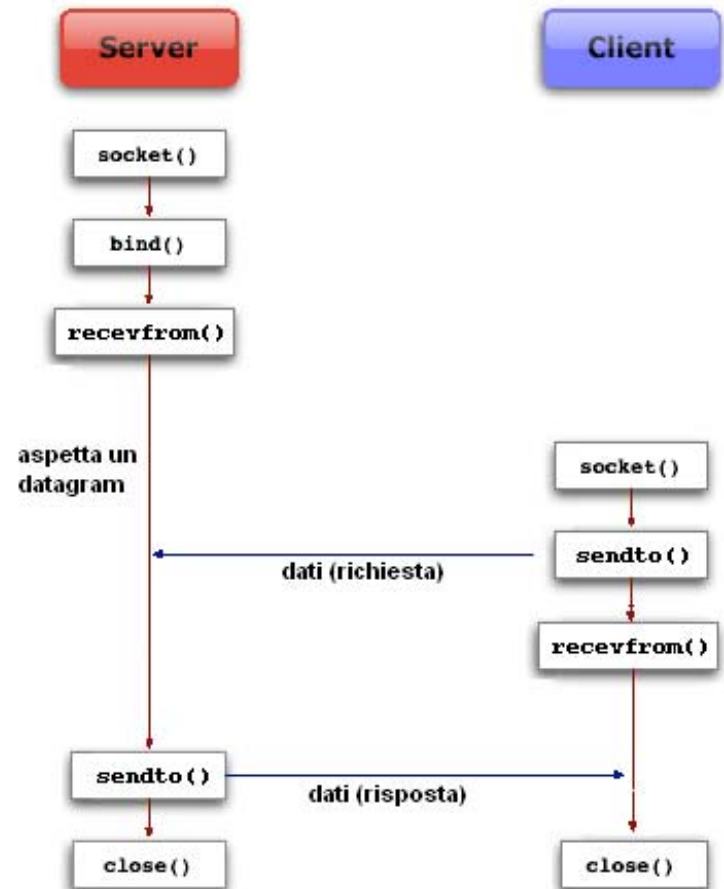 Server
Client
socket()
bind()
recevfrom()
aspetta un
datagram
socket()
sendto()
dati (richiesta)
recevfrom()
sendto()
dati (risposta)
close()
close()